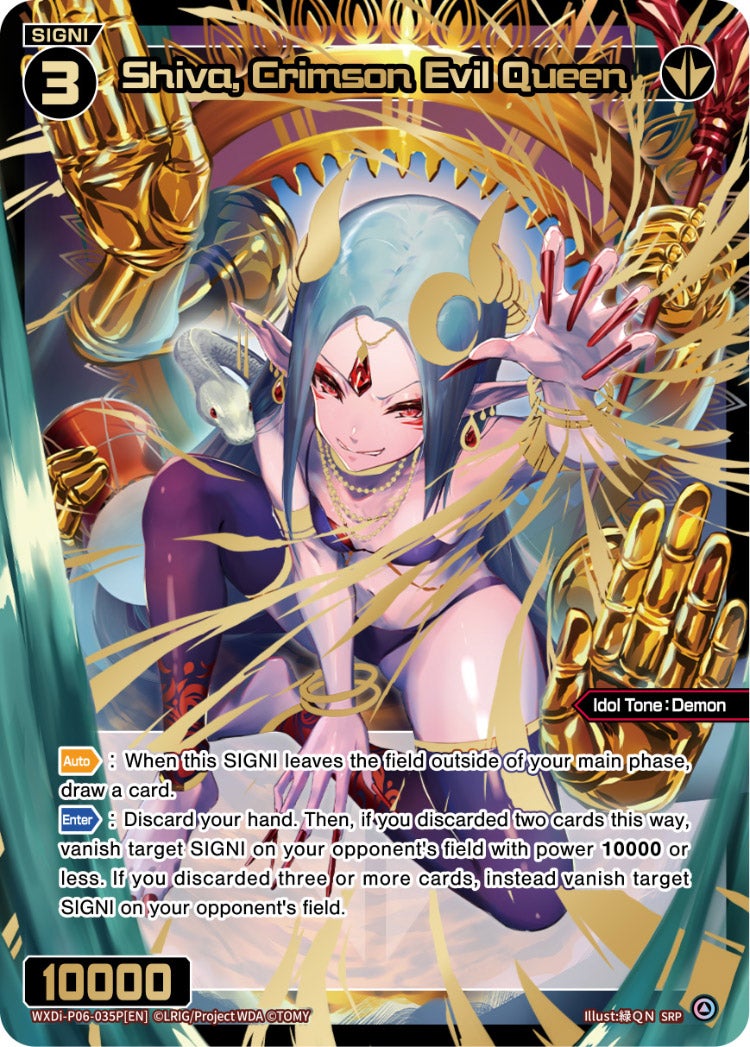 SIGNI
3
Shiva, Crimson Evil Queen
Idol Tone:Demon
Auto : When this SIGNI leaves the field outside of your main phase,
draw a card.
Enter : Discard your hand. Then, if you discarded two cards this way,
vanish target SIGNI on your opponent's field with power 10000 or
less. If you discarded three or more cards, instead vanish target
SIGNI on your opponent's field.
10000
WXDi-P06-035P[EN] ©LRIG/Project WDA ©TOMY
Illust:緑QN SRP